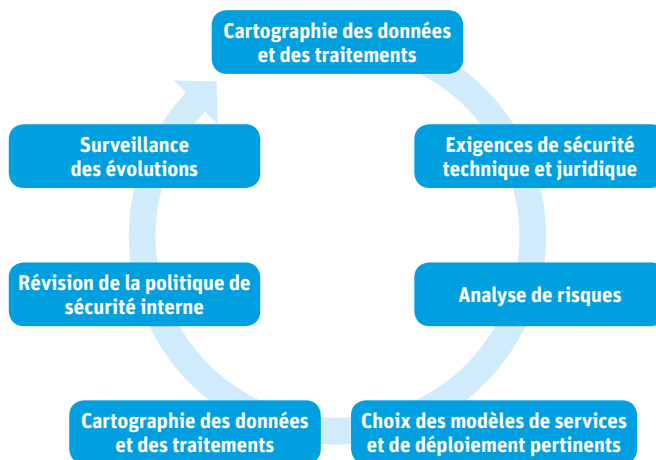 Cartographie des données
et des traitements
Exigences de sécurité
technique et juridique
Analyse de risques
Choix des modèles de services
et de déploiement pertinents
Cartographie des données
et des traitements
Révision de la politique de
sécurité interne
Surveillance
des évolutions